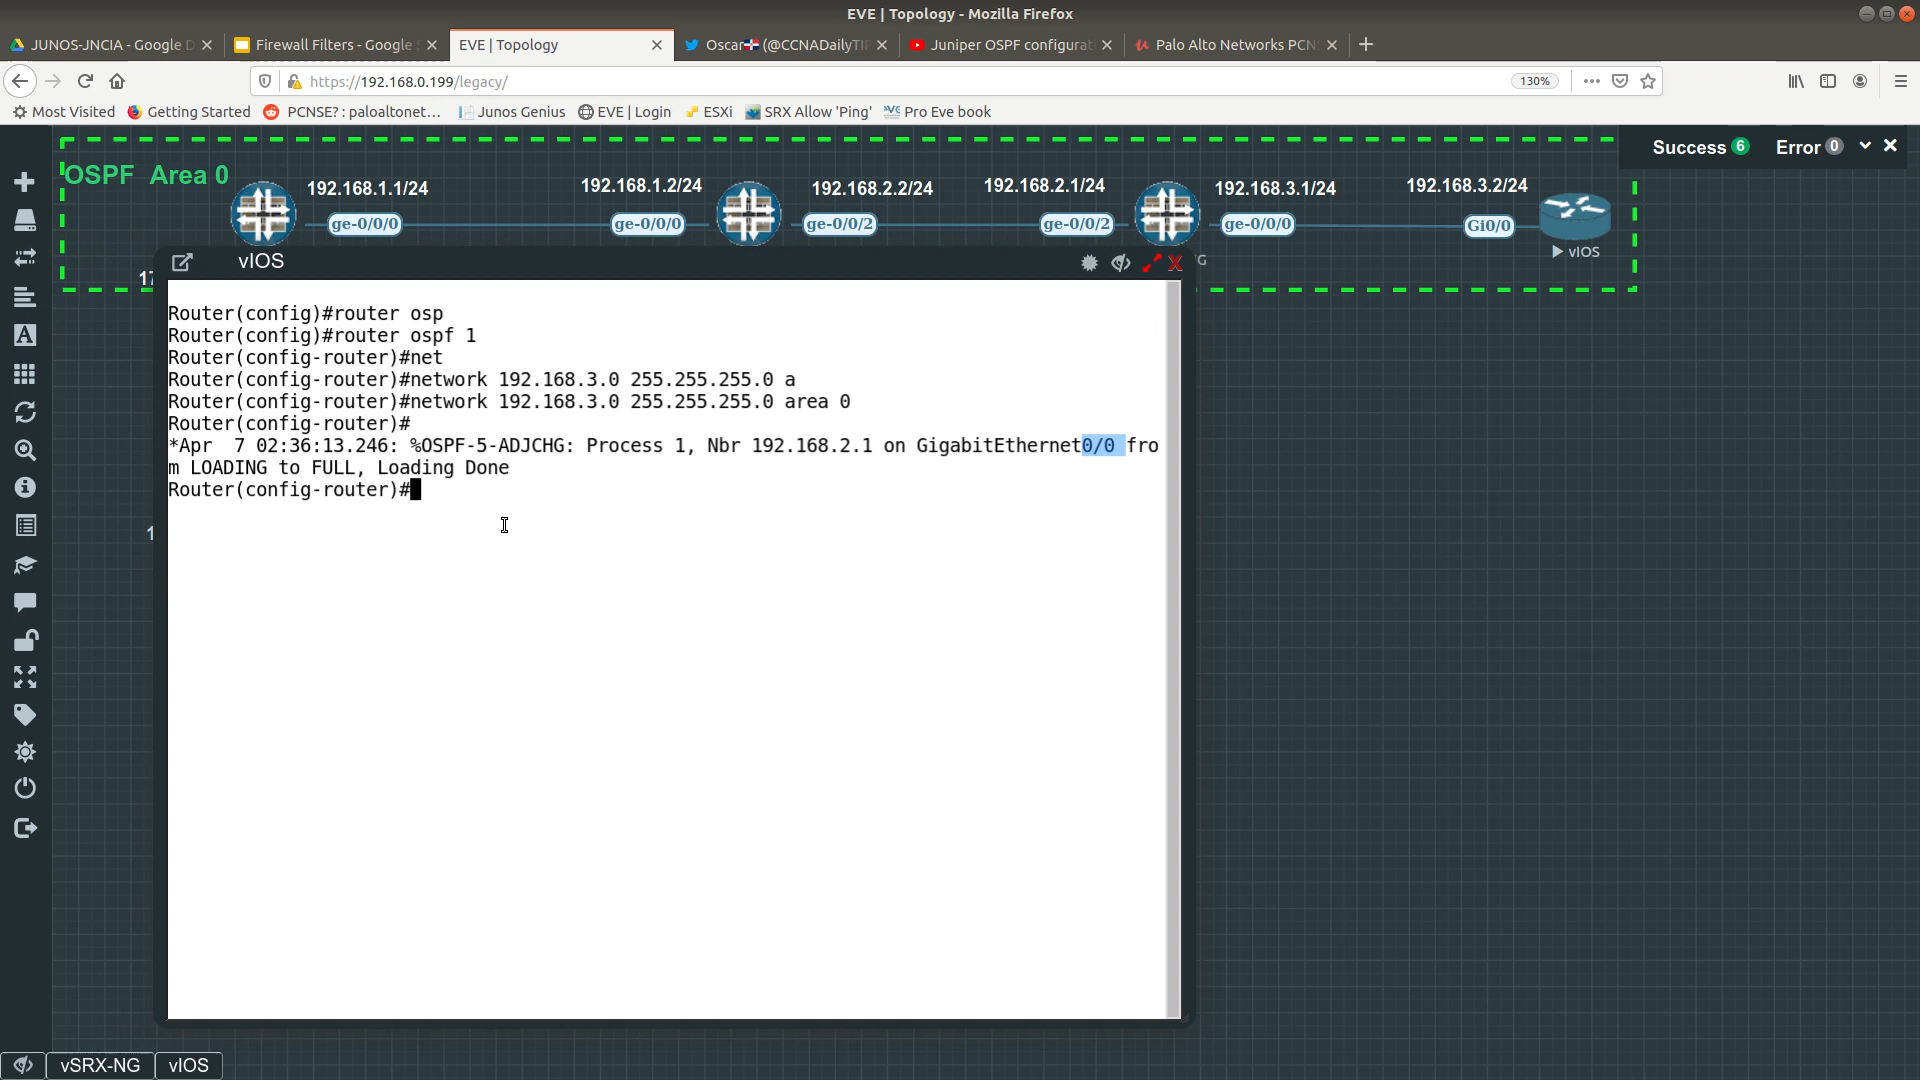 EVE | Topology - Mozilla Firefox
JUNOS-JNCIA - Google D
Firewall Filters - Google S
EVE | Topology
Oscar (@CCNADailyTI
Juniper OSPF configurat
Palo Alto Networks PCNS
https://192.168.0.199/legacy/
130%
Most Visited
Getting Started
PCNSE? : paloaltonet...
Junos Genius
EVE | Login
ESXi
SRX Allow 'Ping'
Pro Eve book
Success 6
Error 0
OSPF Area 0
192.168.1.1/24
192.168.1.2/24
192.168.2.2/24
192.168.2.1/24
192.168.3.1/24
192.168.3.2/24
ge-0/0/0
ge-0/0/0
ge-0/0/2
ge-0/0/2
ge-0/0/0
Gi0/0
vIOS
17
G
vIOS
Router(config)#router osp
Router(config)#router ospf 1
Router(config-router)#net
Router(config-router)#network 192.168.3.0 255.255.255.0 a
Router(config-router)#network 192.168.3.0 255.255.255.0 area 0
Router(config-router)#
*Apr  7 02:36:13.246: %OSPF-5-ADJCHG: Process 1, Nbr 192.168.2.1 on GigabitEthernet0/0 fro
m LOADING to FULL, Loading Done
Router(config-router)#
1
vSRX-NG
vIOS